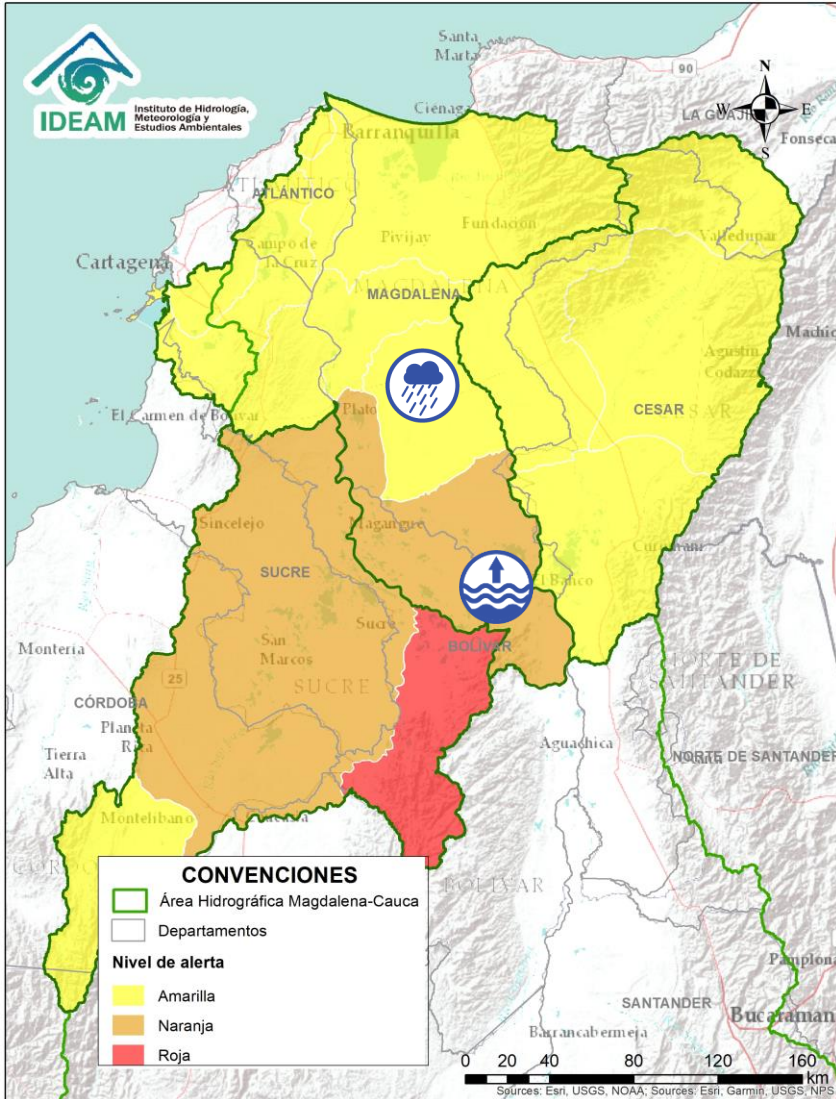 Santa
Marta
90
N
W
E
S
LA GUAJIRA
Fonseca
IDEAM
Instituto de Hidrología,
Meteorología y
Estudios Ambientales
Ciénaga
Barranquilla
ATLÁNTICO
Campo de
la Cruz
Pivijay
Fundación
Valledupar
Cartagena
MAGDALENA
MAGDALENA
Agustín
Codazzi
Plato
El Carmen de Bolívar
CESAR
Sincelejo
Magangué
SUCRE
El Banco
Sucre
BOLÍVAR
San
Marcos
SUCRE
Montería
25
CÓRDOBA
Planeta
Rica
Tierra
Alta
NORTE DE
SANTANDER
Aguachica
NORTE DE SANTANDER
Montelíbano
BOLÍVAR
CONVENCIONES
Área Hidrográfica Magdalena-Cauca
Departamentos
Nivel de alerta
Amarilla
Naranja
Roja
Pamplona
SANTANDER
Bucaraman
Barrancabermeja
0 20 40 80 120 160
km
Sources: Esri, USGS, NOAA; Sources: Esri, Garmin, USGS, NPS